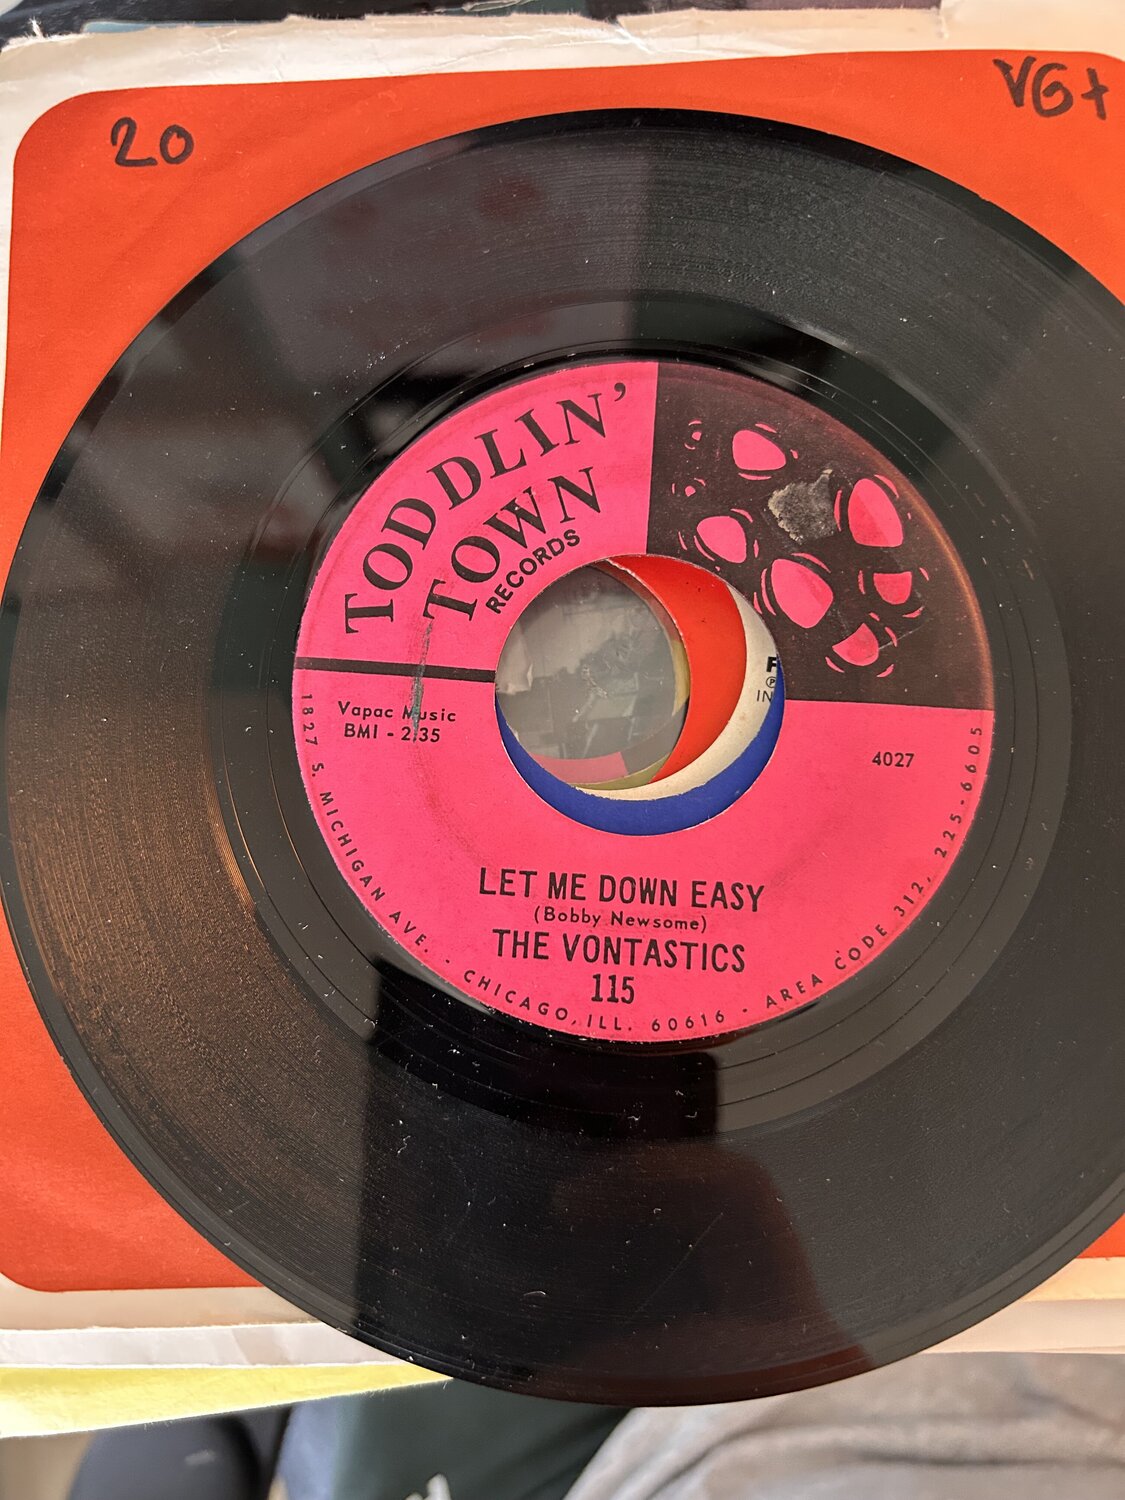 20
VG+
TODDLIN'
TOWN
RECORDS
Vapac Music
BMI - 2:35
4027
LET ME DOWN EASY
(Bobby Newsome)
THE VONTASTICS
115
1827 S. MICHIGAN AVE. - CHICAGO, ILL. 60616 - AREA CODE 312, 225-6605
F
℗
IN